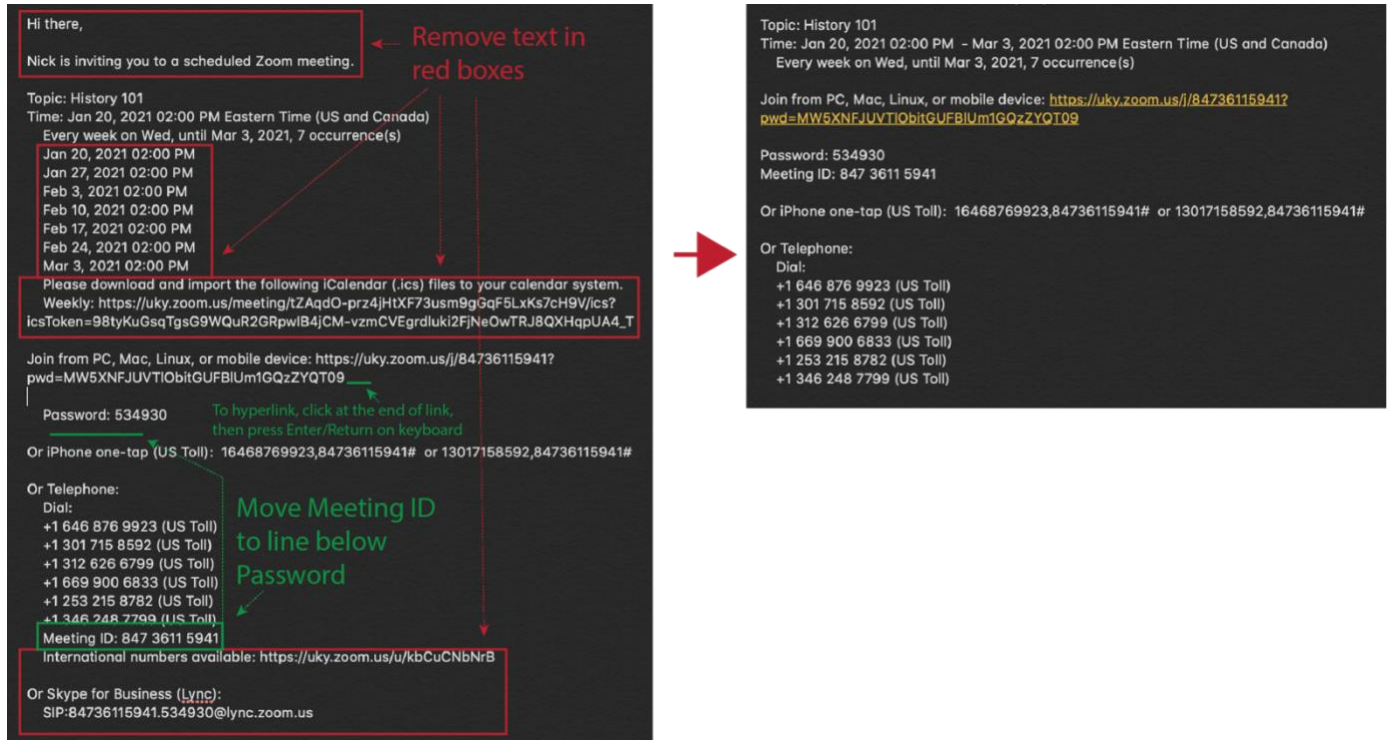 Hi there,
Nick is inviting you to a scheduled Zoom meeting.
Remove text in
red boxes
Topic: History 101
Time: Jan 20, 2021 02:00 PM Eastern Time (US and Canada)
Every week on Wed, until Mar 3, 2021, 7 occurrence(s)
Jan 20, 2021 02:00 PM
Jan 27, 2021 02:00 PM
Feb 3, 2021 02:00 PM
Feb 10, 2021 02:00 PM
Feb 17, 2021 02:00 PM
Feb 24, 2021 02:00 PM
Mar 3, 2021 02:00 PM
Please download and import the following iCalendar (.ics) files to your calendar system.
Weekly: https://uky.zoom.us/meeting/tZAqdO-prz4jHtXF73usm9gGqF5LxKs7cH9V/ics?
icsToken=98tyKuGsqTgsG9WQuR2GRpwIB4jCM-vzmCVEgrdluki2FjNeOwTRJ8QXHqpUA4_T
Join from PC, Mac, Linux, or mobile device: https://uky.zoom.us/j/84736115941?
pwd=MW5XNFJUVTlObitGUFBlUm1GQzZYQT09
Password: 534930
To hyperlink, click at the end of link,
then press Enter/Return on keyboard
Or iPhone one-tap (US Toll): 16468769923,84736115941# or 13017158592,84736115941#
Or Telephone:
Dial:
+1 646 876 9923 (US Toll)
+1 301 715 8592 (US Toll)
+1 312 626 6799 (US Toll)
+1 669 900 6833 (US Toll)
+1 253 215 8782 (US Toll)
+1 346 248 7799 (US Toll)
Move Meeting ID
to line below
Password
Meeting ID: 847 3611 5941
International numbers available: https://uky.zoom.us/u/kbCuCNbNrB
Or Skype for Business (Lync):
SIP:84736115941.534930@lync.zoom.us
Topic: History 101
Time: Jan 20, 2021 02:00 PM - Mar 3, 2021 02:00 PM Eastern Time (US and Canada)
Every week on Wed, until Mar 3, 2021, 7 occurrence(s)
Join from PC, Mac, Linux, or mobile device: https://uky.zoom.us/j/84736115941?
pwd=MW5XNFJUVTlObitGUFBlUm1GQzZYQT09
Password: 534930
Meeting ID: 847 3611 5941
Or iPhone one-tap (US Toll): 16468769923,84736115941# or 13017158592,84736115941#
Or Telephone:
Dial:
+1 646 876 9923 (US Toll)
+1 301 715 8592 (US Toll)
+1 312 626 6799 (US Toll)
+1 669 900 6833 (US Toll)
+1 253 215 8782 (US Toll)
+1 346 248 7799 (US Toll)